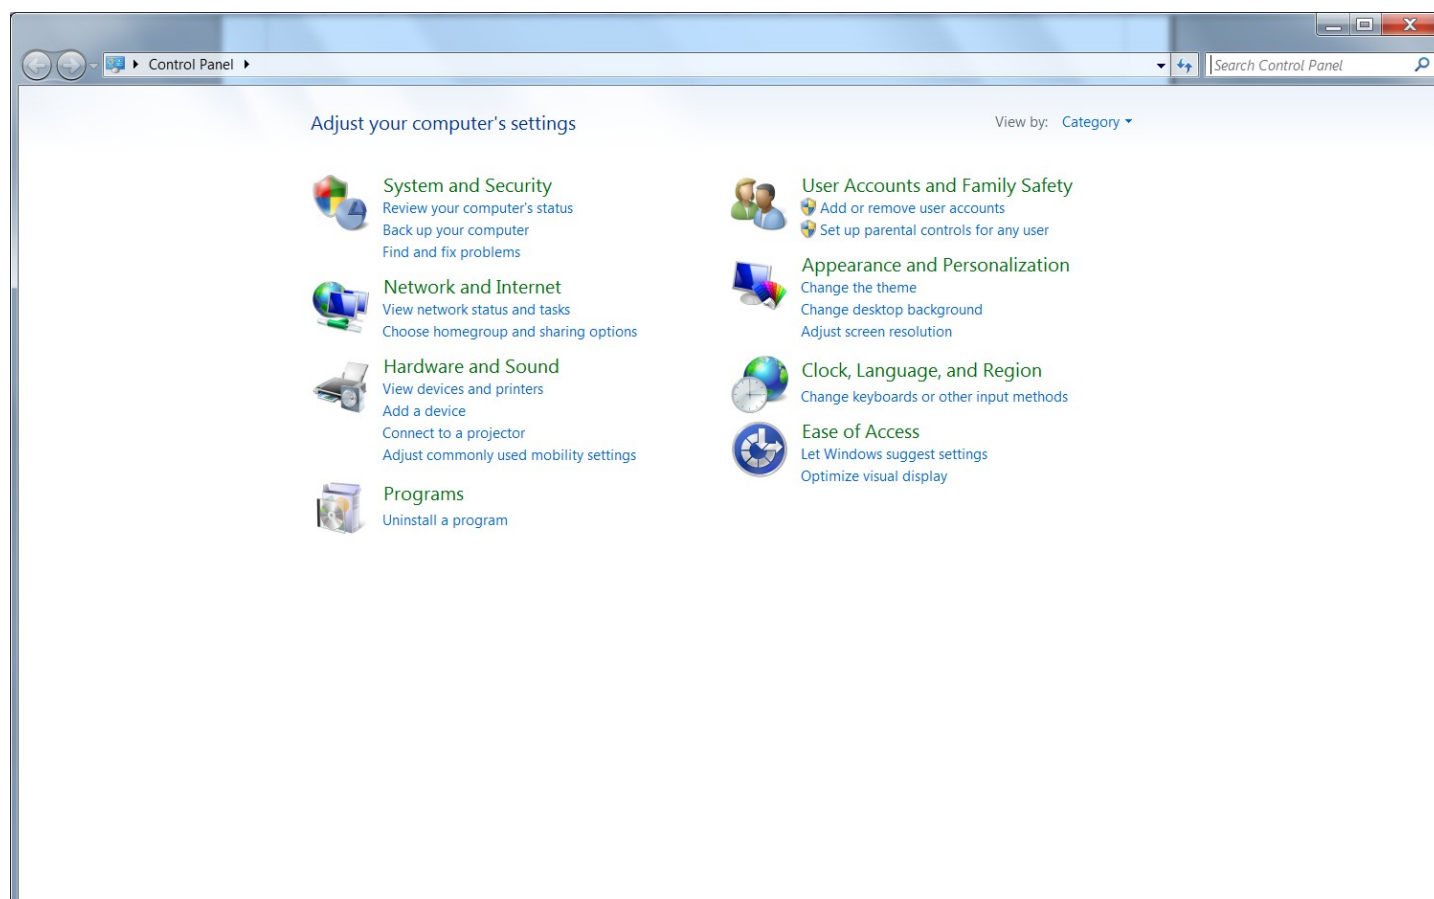 Control Panel
Search Control Panel
Adjust your computer's settings
View by: Category
System and Security
Review your computer's status
Back up your computer
Find and fix problems
Network and Internet
View network status and tasks
Choose homegroup and sharing options
Hardware and Sound
View devices and printers
Add a device
Connect to a projector
Adjust commonly used mobility settings
Programs
Uninstall a program
User Accounts and Family Safety
Add or remove user accounts
Set up parental controls for any user
Appearance and Personalization
Change the theme
Change desktop background
Adjust screen resolution
Clock, Language, and Region
Change keyboards or other input methods
Ease of Access
Let Windows suggest settings
Optimize visual display